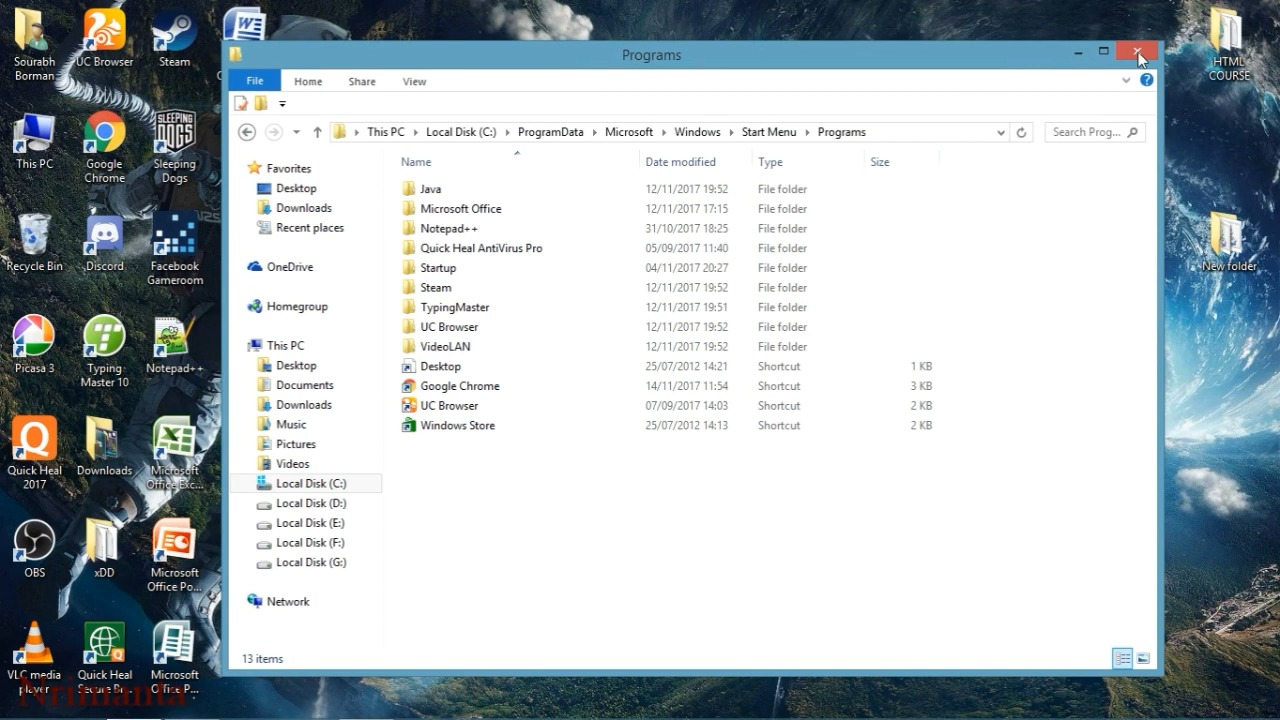 Sourabh
Borman
UC Browser
Steam
HTML
COURSE
Programs
File
Home
Share
View
This PC
Local Disk (C:)
ProgramData
Microsoft
Windows
Start Menu
Programs
Search Prog...
Name
Date modified
Type
Size
Favorites
Desktop
Downloads
Recent places
OneDrive
Homegroup
This PC
Desktop
Documents
Downloads
Music
Pictures
Videos
Local Disk (C:)
Local Disk (D:)
Local Disk (E:)
Local Disk (F:)
Local Disk (G:)
Network
Java 12/11/2017 19:52 File folder
Microsoft Office 12/11/2017 17:15 File folder
Notepad++ 31/10/2017 18:25 File folder
Quick Heal AntiVirus Pro 05/09/2017 11:40 File folder
Startup 04/11/2017 20:27 File folder
Steam 12/11/2017 19:52 File folder
TypingMaster 12/11/2017 19:51 File folder
UC Browser 12/11/2017 19:52 File folder
VideoLAN 12/11/2017 19:52 File folder
Desktop 25/07/2012 14:21 Shortcut 1 KB
Google Chrome 14/11/2017 11:54 Shortcut 3 KB
UC Browser 07/09/2017 14:03 Shortcut 2 KB
Windows Store 25/07/2012 14:13 Shortcut 2 KB
13 items
This PC
Google
Chrome
SLEEPING
DOGS
Sleeping
Dogs
Recycle Bin
Discord
Facebook
Gameroom
New folder
Picasa 3
Typing
Master 10
Notepad++
Quick Heal
2017
Downloads
Microsoft
Office Exc...
OBS
xDD
Microsoft
Office Po...
VLC media
player
Quick Heal
Secure Br...
Microsoft
Office P...
Nrimanta